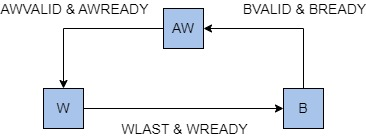 AWVALID & AWREADY
BVALID & BREADY
AW
W
B
WLAST & WREADY